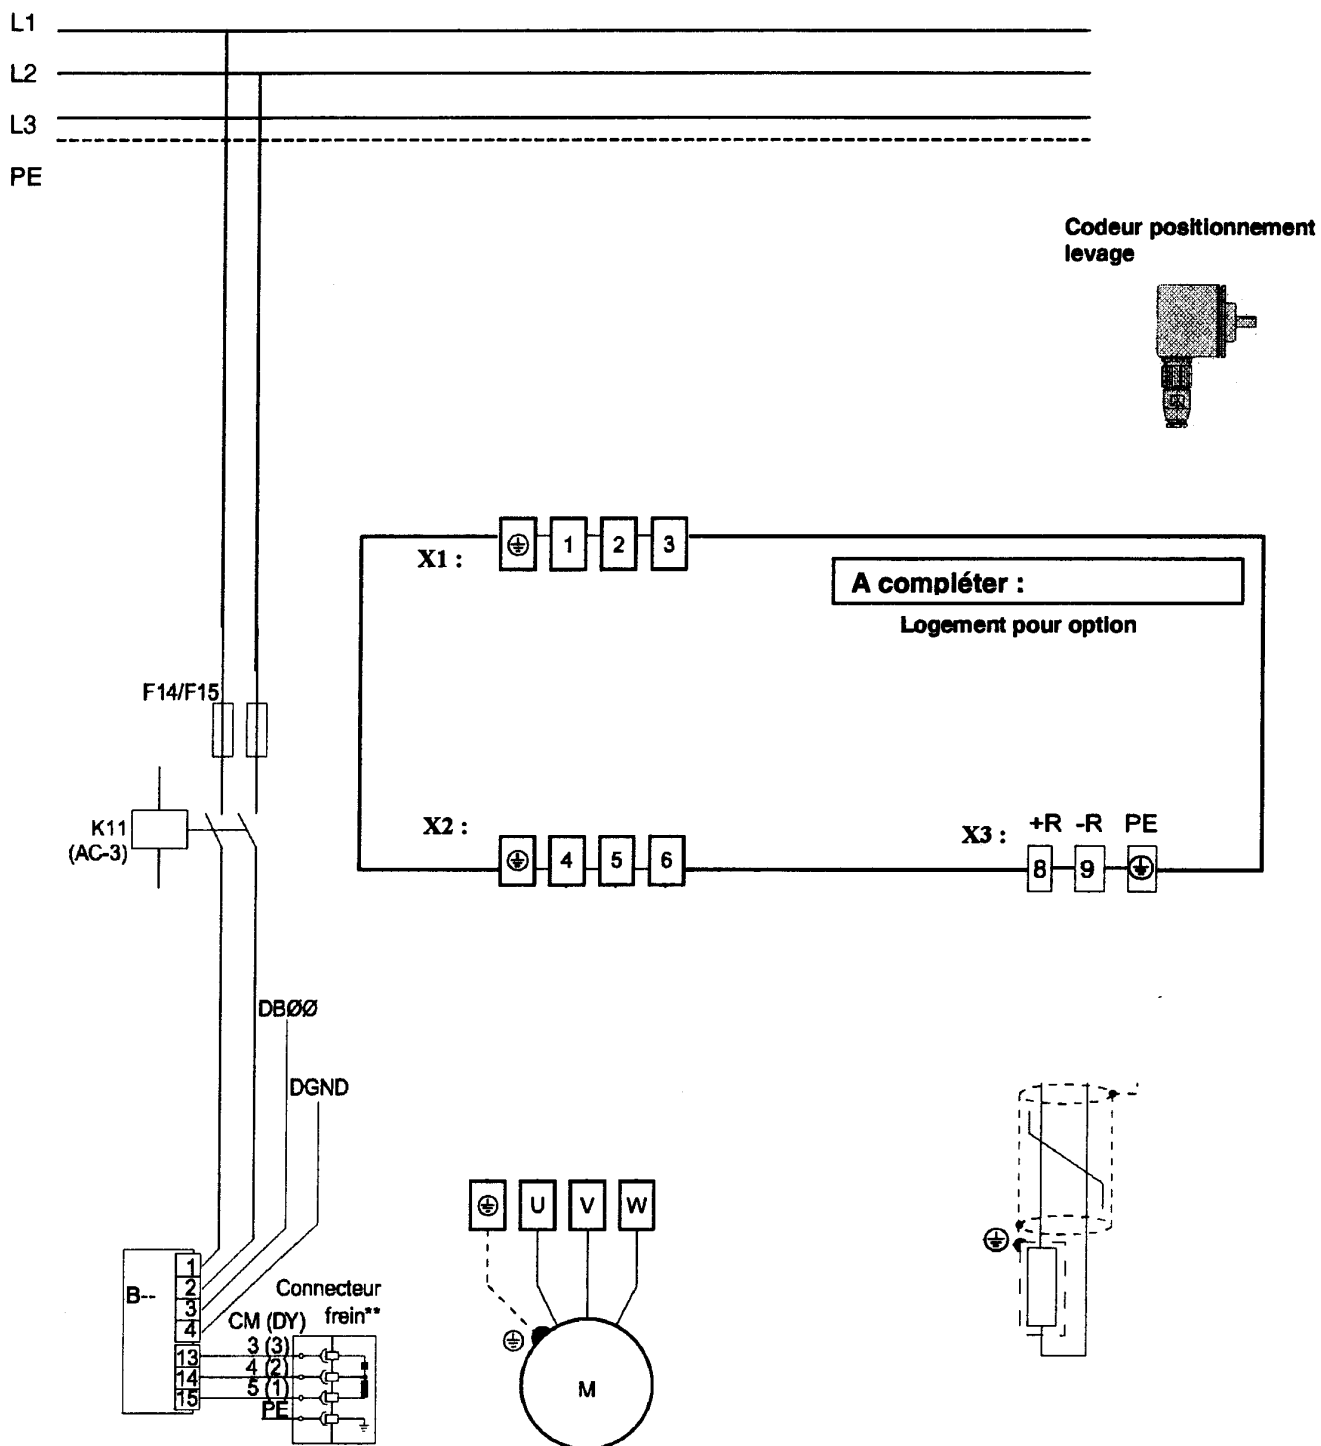 L1
L2
L3
PE
Codeur positionnement
levage
X1 :
1 2 3
A compléter :
Logement pour option
F14/F15
K11
(AC-3)
X2 :
4 5 6
X3 :
+R -R PE
8 9
DBØØ
DGND
U V W
B--
1
2
3
4
13
14
15
Connecteur
frein**
CM (DY)
3 (3)
4 (2)
5 (1)
PE
M